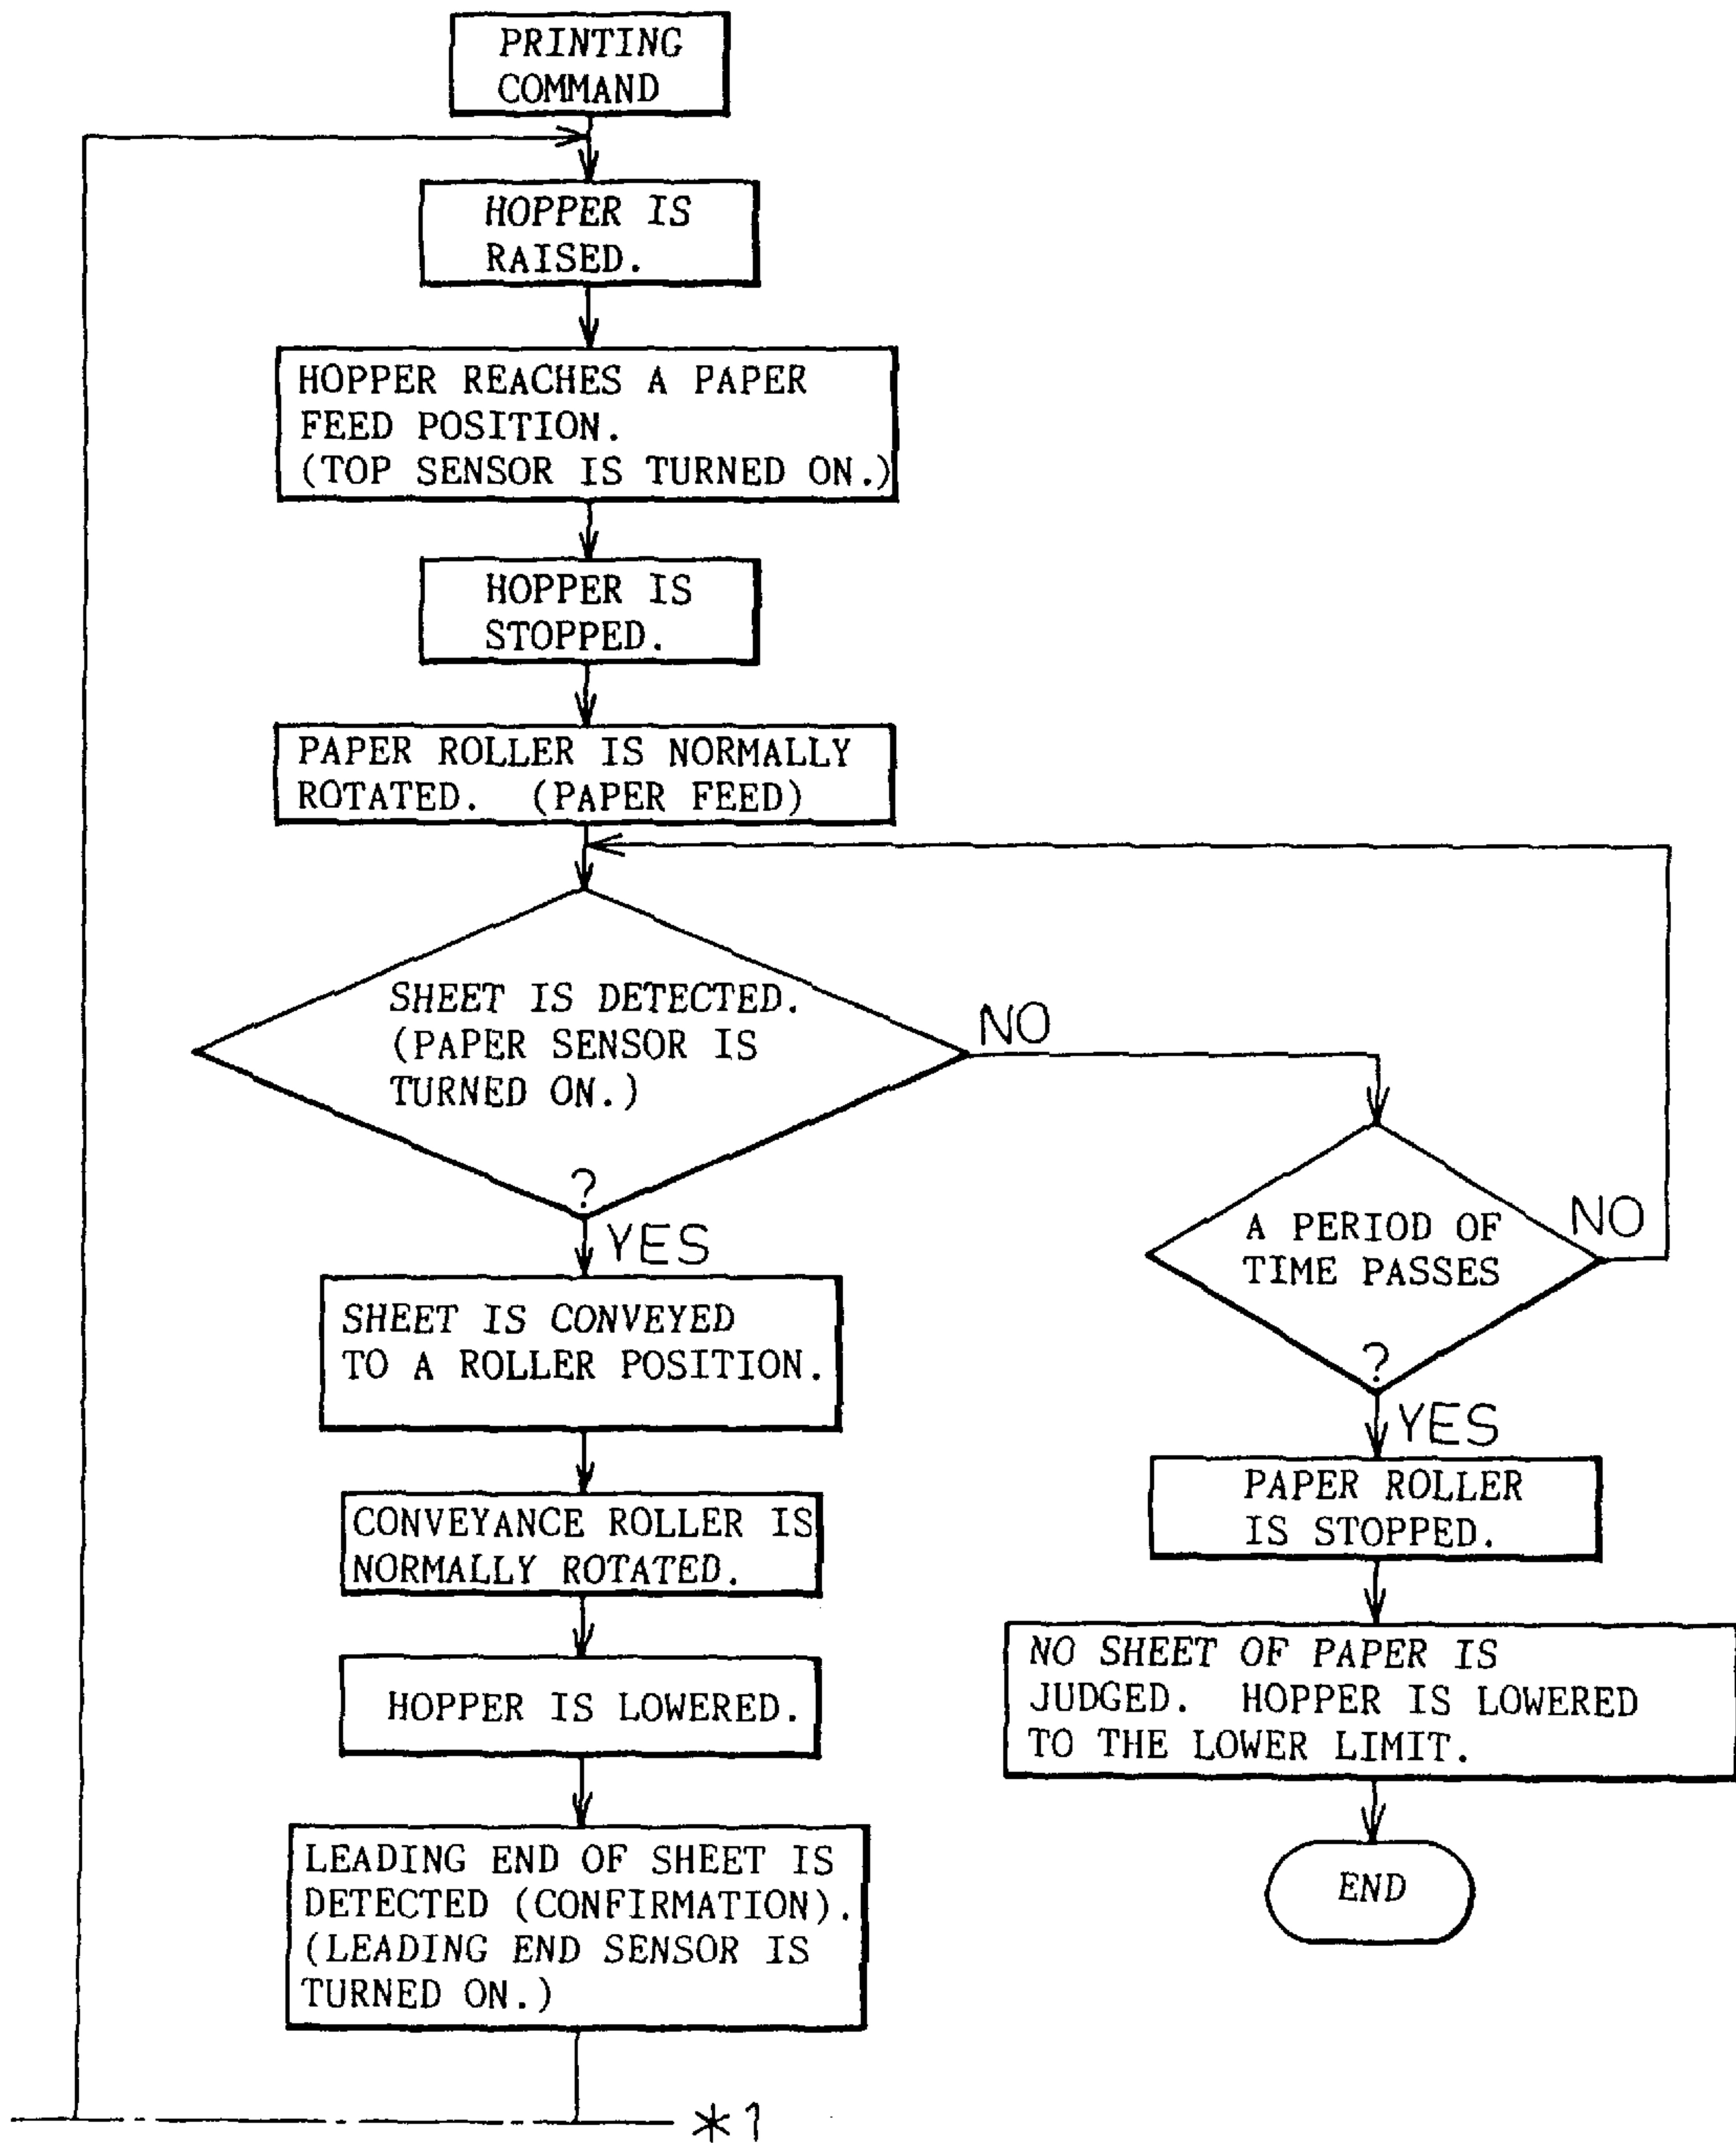 PRINTING
COMMAND
HOPPER IS
RAISED.
HOPPER REACHES A PAPER
FEED POSITION.
(TOP SENSOR IS TURNED ON.)
HOPPER IS
STOPPED.
PAPER ROLLER IS NORMALLY
ROTATED. (PAPER FEED)
SHEET IS DETECTED.
(PAPER SENSOR IS
TURNED ON.)
?
NO
YES
A PERIOD OF
TIME PASSES
?
NO
YES
SHEET IS CONVEYED
TO A ROLLER POSITION.
CONVEYANCE ROLLER IS
NORMALLY ROTATED.
HOPPER IS LOWERED.
LEADING END OF SHEET IS
DETECTED (CONFIRMATION).
(LEADING END SENSOR IS
TURNED ON.)
PAPER ROLLER
IS STOPPED.
NO SHEET OF PAPER IS
JUDGED. HOPPER IS LOWERED
TO THE LOWER LIMIT.
END
*1